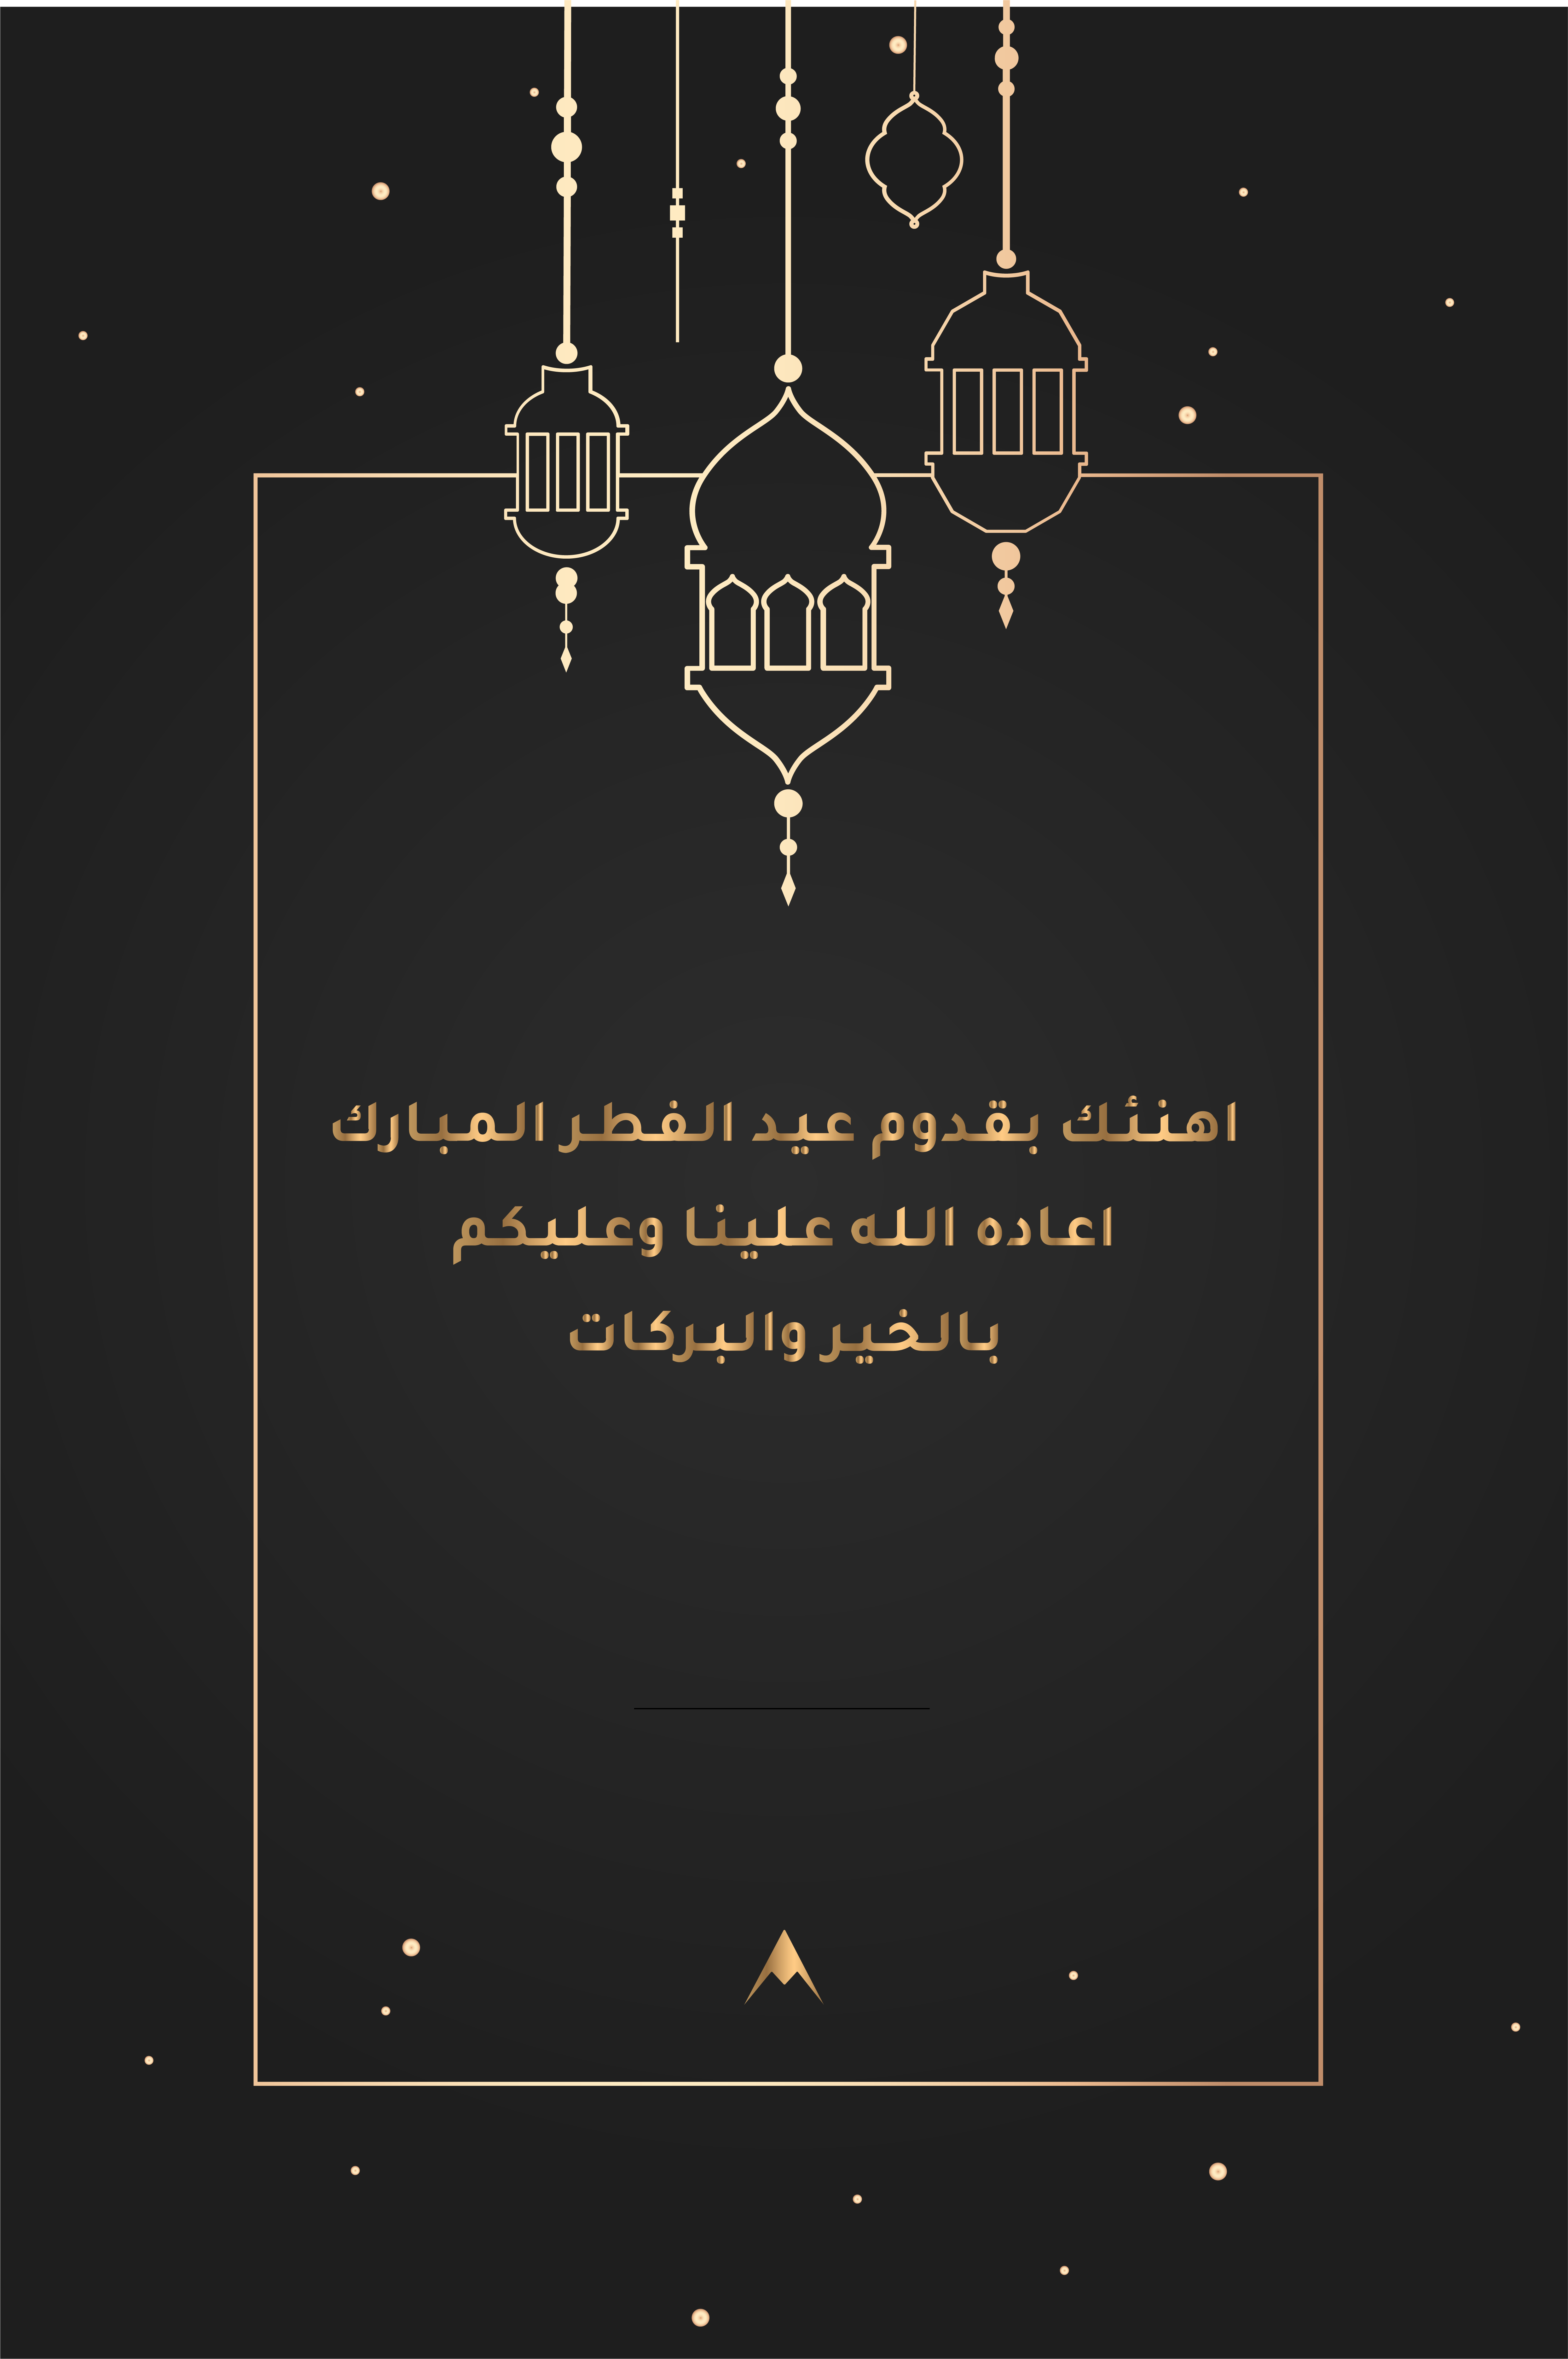 اهنئك بقدوم عيد الفطر المبارك
اعاده الله علينا وعليكم
بالخير والبركات